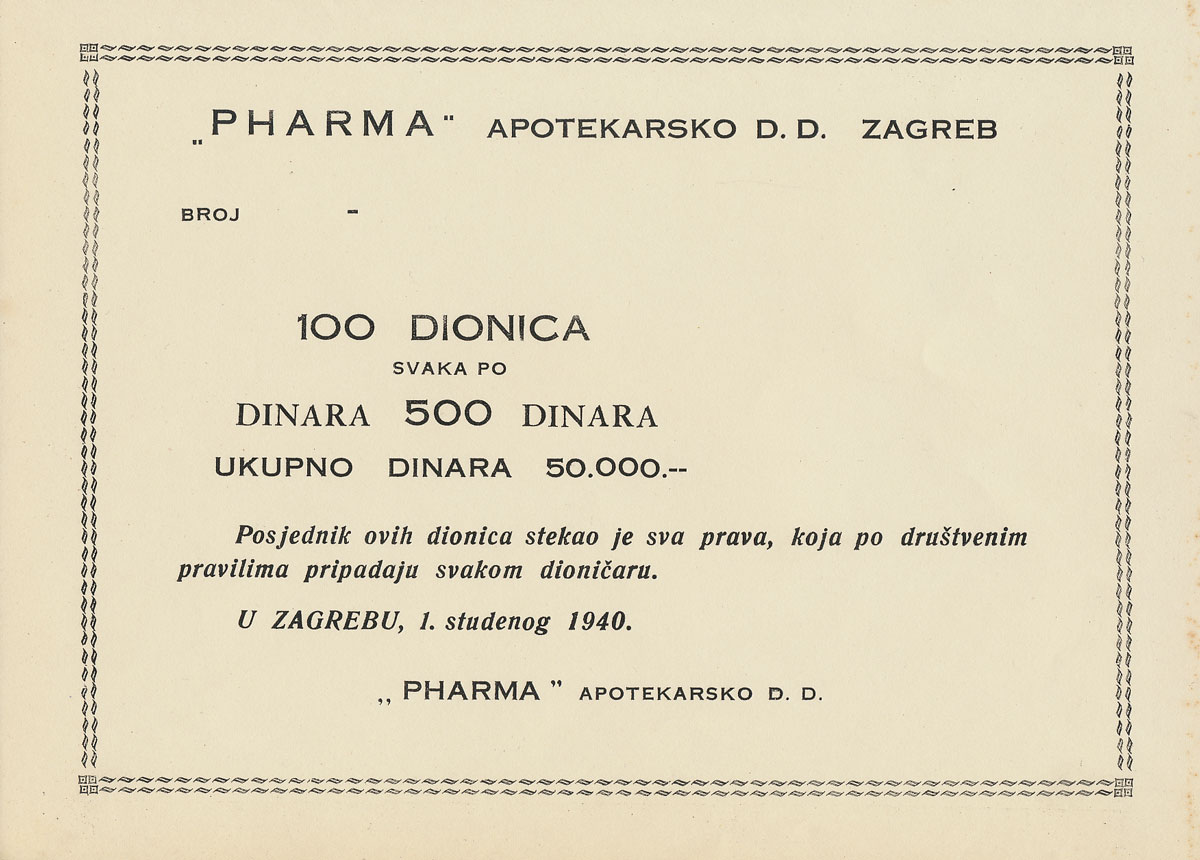 „PHARMA“ APOTEKARSKO D. D. ZAGREB
BROJ -
100 DIONICA
SVAKA PO
DINARA 500 DINARA
UKUPNO DINARA 50.000.--
Posjednik ovih dionica stekao je sva prava, koja po društvenim
pravilima pripadaju svakom dioničaru.
U ZAGREBU, 1. studenog 1940.
„PHARMA” APOTEKARSKO D. D.